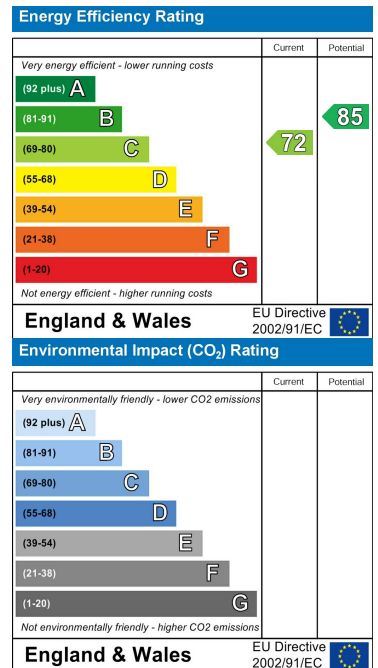 Energy Efficiency Rating
Current Potential
Very energy efficient - lower running costs
(92 plus) A
(81-91) B
85
(69-80) C
72
(55-68) D
(39-54) E
(21-38) F
(1-20) G
Not energy efficient - higher running costs
England & Wales
EU Directive
2002/91/EC
Environmental Impact (CO₂) Rating
Current Potential
Very environmentally friendly - lower CO2 emissions
(92 plus) A
(81-91) B
(69-80) C
(55-68) D
(39-54) E
(21-38) F
(1-20) G
Not environmentally friendly - higher CO2 emissions
England & Wales
EU Directive
2002/91/EC